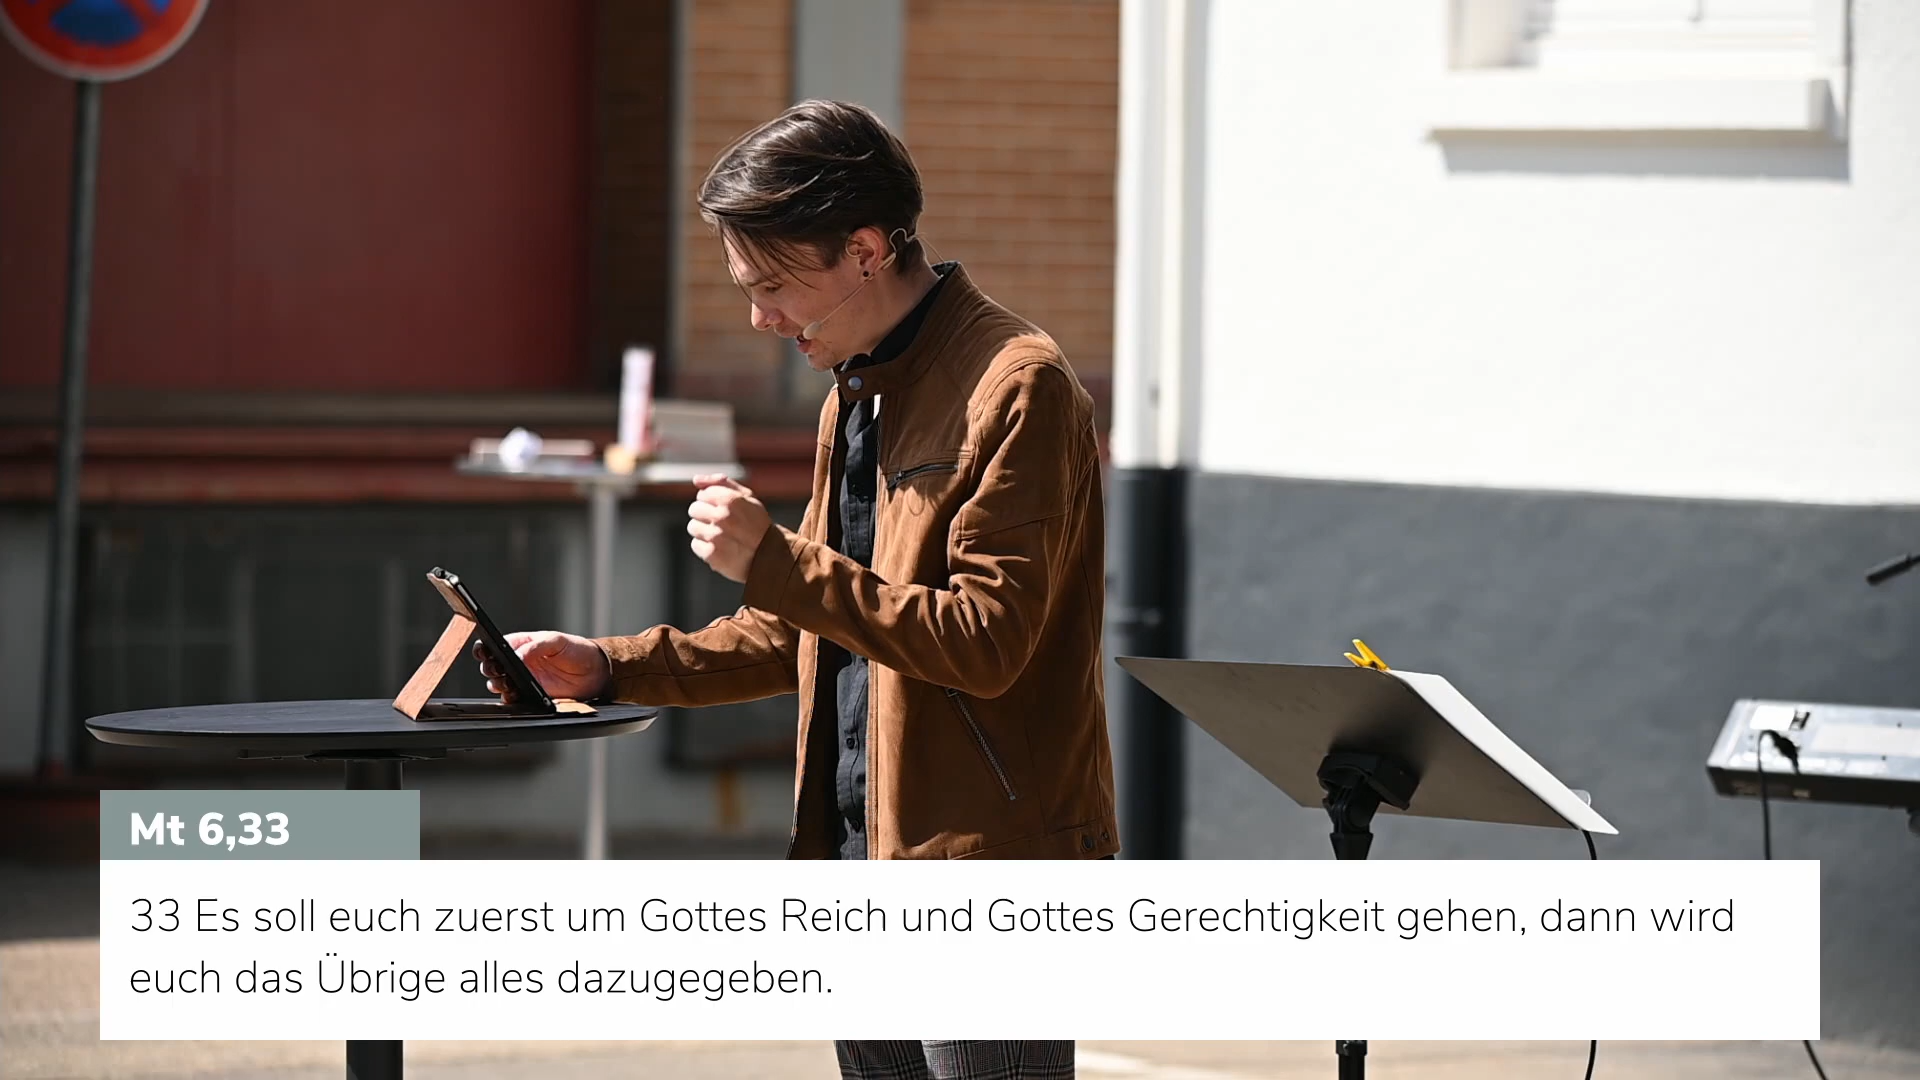 Mt 6,33
33 Es soll euch zuerst um Gottes Reich und Gottes Gerechtigkeit gehen, dann wird
euch das Übrige alles dazugegeben.